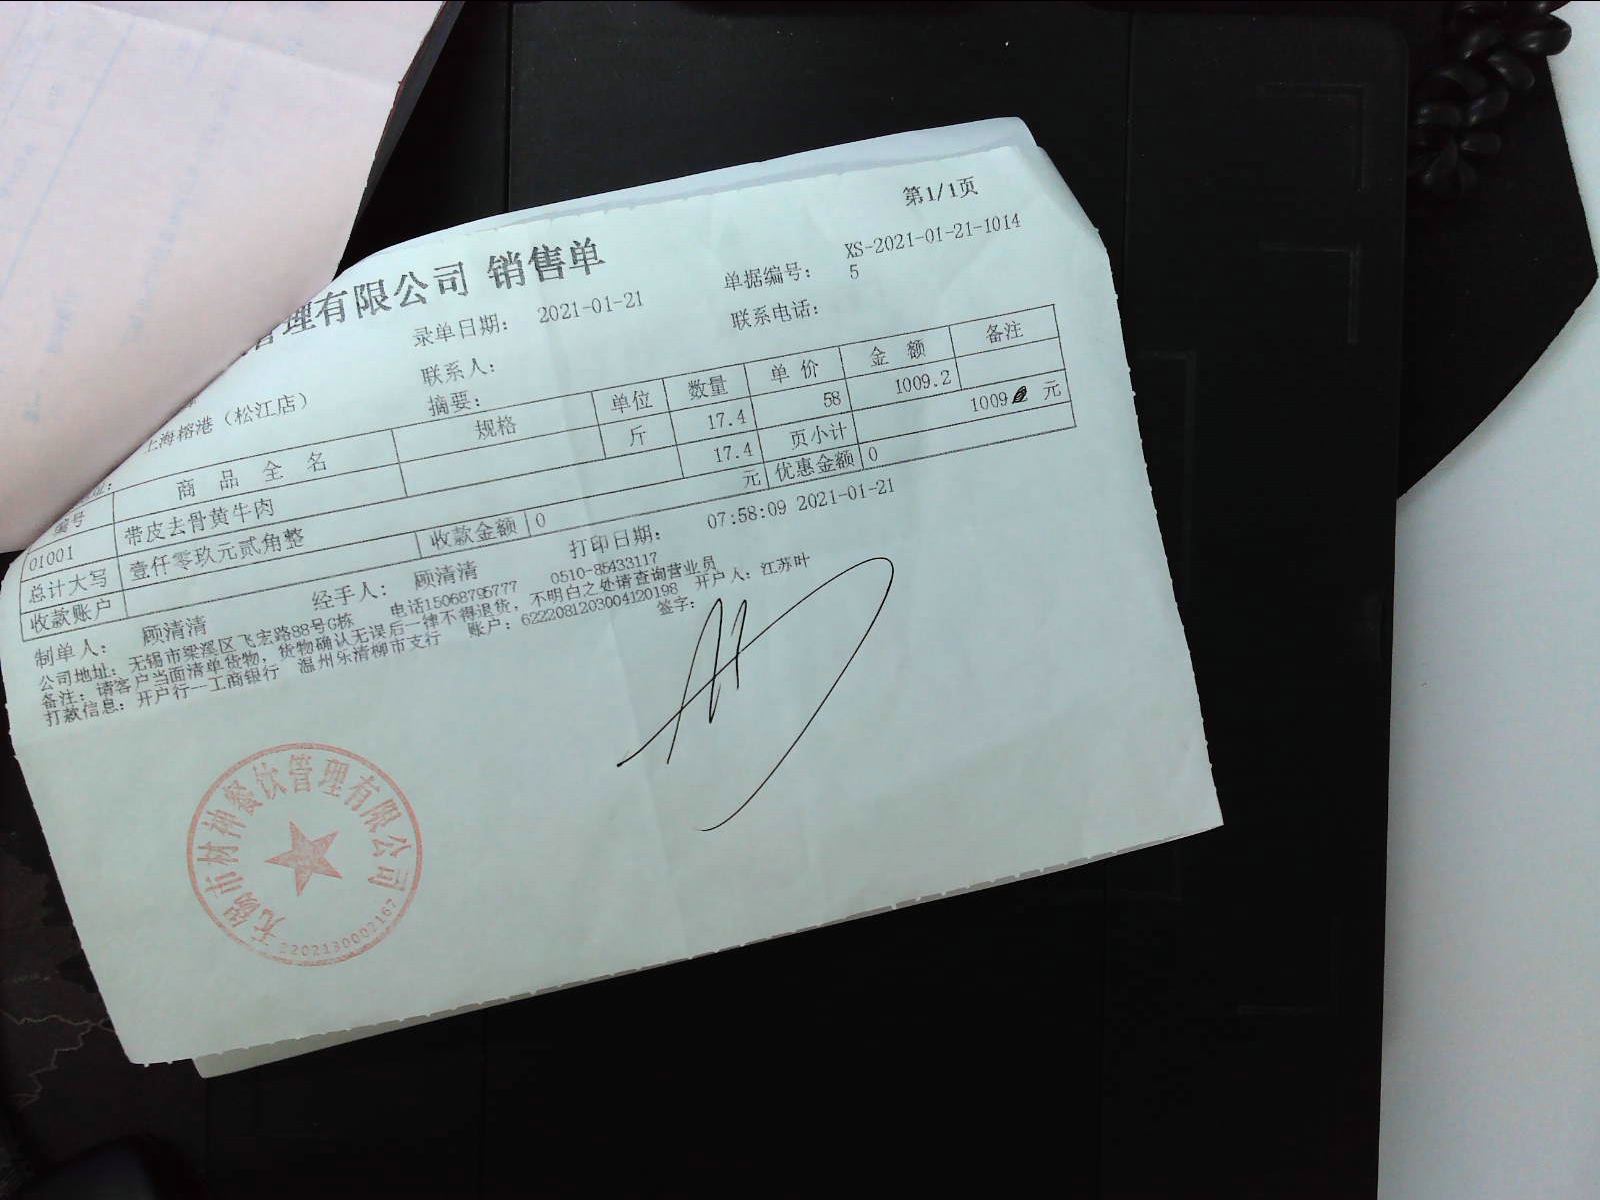 第1/1页
管理有限公司 销售单
录单日期： 2021-01-21
单据编号： XS-2021-01-21-1014
5
联系人：
联系电话：
上海榕港（松江店）
摘要：
编号 商 品 全 名 规格 单位 数量 单 价 金 额 备注
01001 带皮去骨黄牛肉 斤 17.4 58 1009.2
17.4 页小计 1009 元
总计大写 壹仟零玖元贰角整 元 优惠金额 0
收款账户 收款金额 0
制单人： 顾清清 经手人： 顾清清 打印日期： 07:58:09 2021-01-21
公司地址：无锡市梁溪区飞宏路88号G栋 电话15068795777 0510-85433117
备注：请客户当面清单货物，货物确认无误后一律不得退货，不明白之处请查询营业员
打款信息：开户行一工商银行 温州乐清柳市支行 账户：6222081203004120198 开户人：江苏叶
签字：
无锡市材神餐饮管理有限公司